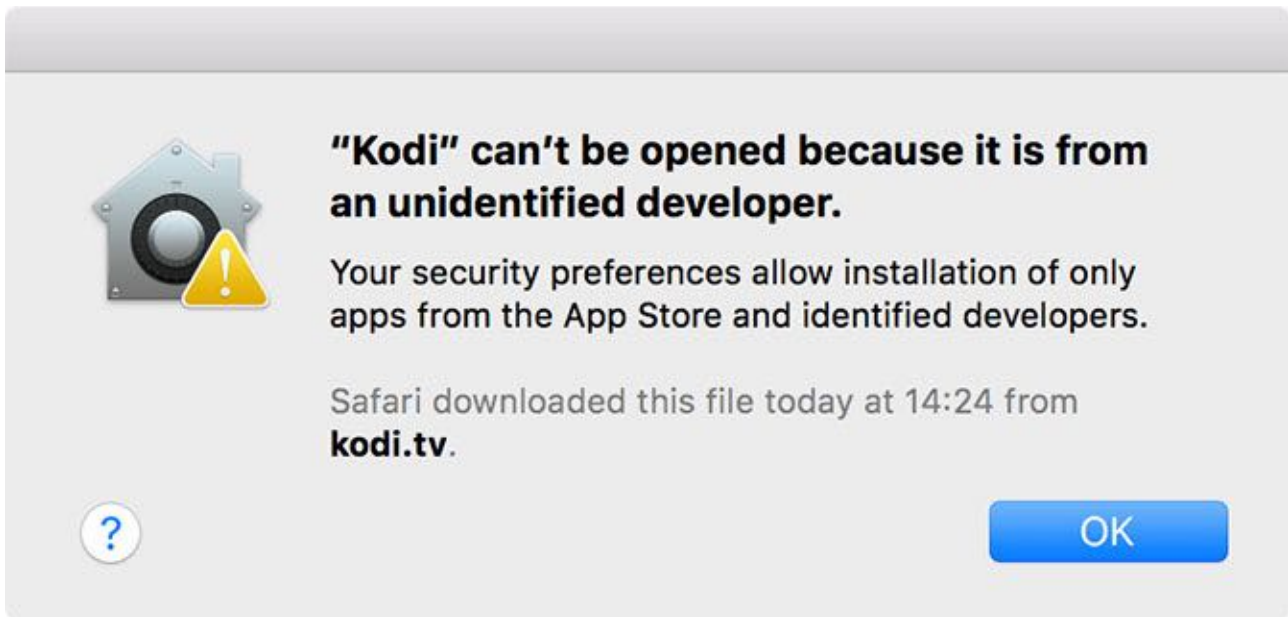 “Kodi” can’t be opened because it is from
an unidentified developer.
Your security preferences allow installation of only
apps from the App Store and identified developers.
Safari downloaded this file today at 14:24 from
kodi.tv.
?
OK